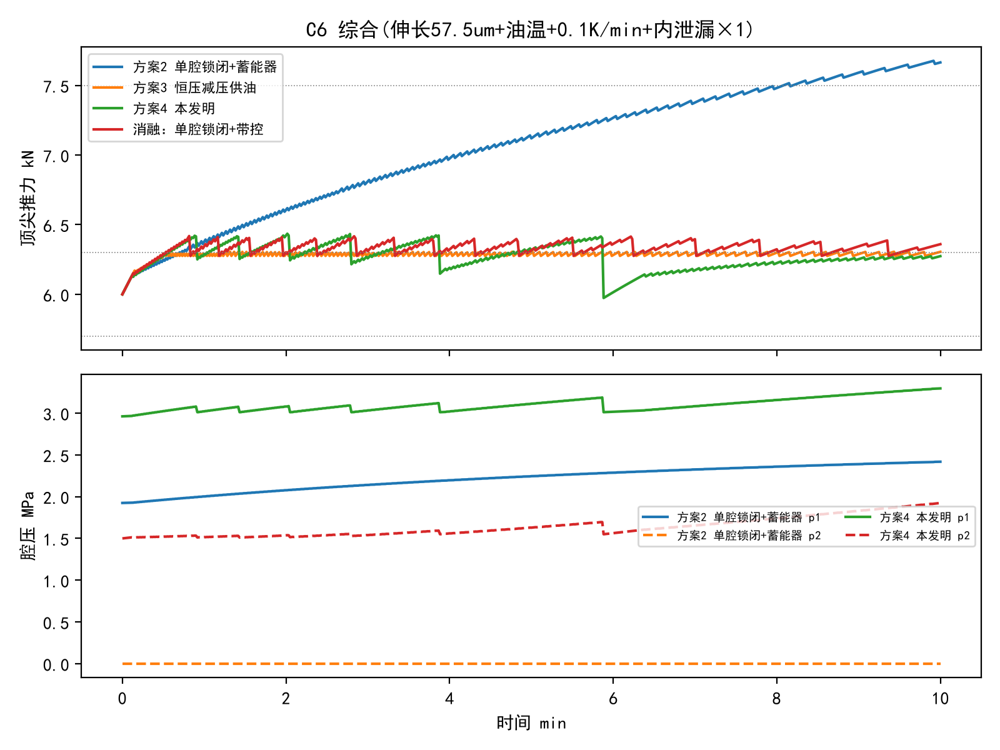 C6 综合(伸长57.5um+油温+0.1K/min+内泄漏×1)
方案2 单腔锁闭+蓄能器
方案3 恒压减压供油
方案4 本发明
消融：单腔锁闭+带控
顶尖推力 kN
7.5
7.0
6.5
6.0
腔压 MPa
3.0
2.5
2.0
1.5
1.0
0.5
0.0
方案2 单腔锁闭+蓄能器 p1
方案4 本发明 p1
方案2 单腔锁闭+蓄能器 p2
方案4 本发明 p2
0 2 4 6 8 10
时间 min